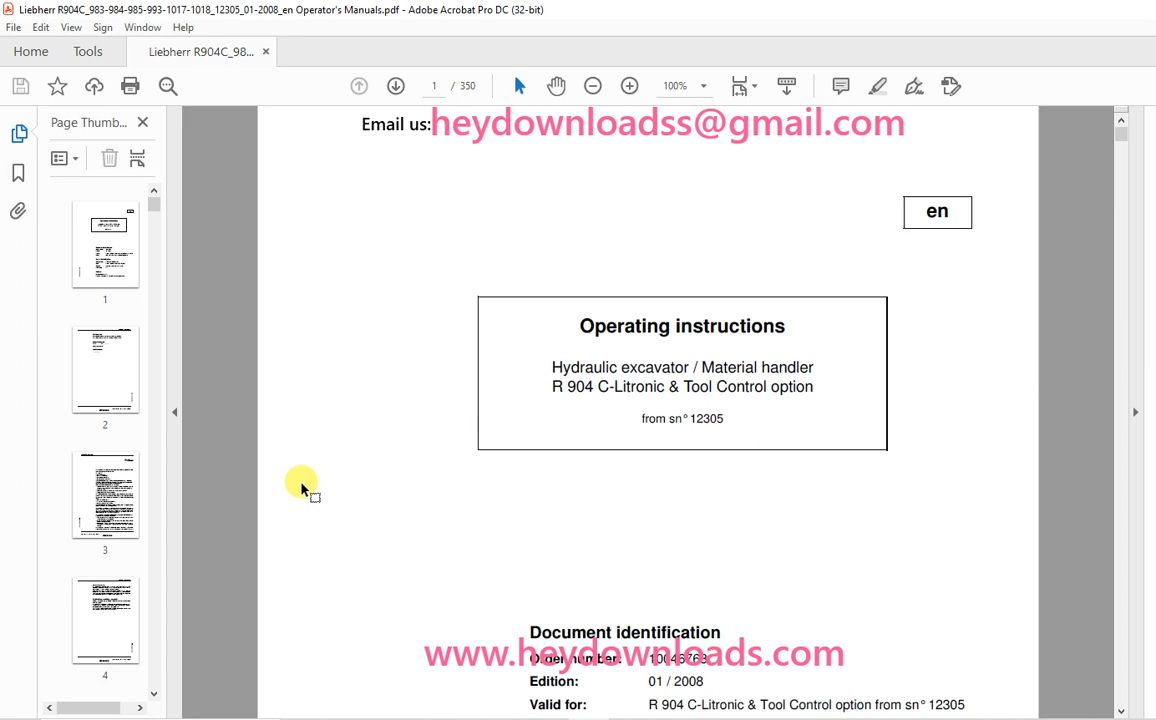 Liebherr R904C_983-984-985-993-1017-1018_12305_01-2008_en Operator's Manuals.pdf - Adobe Acrobat Pro DC (32-bit)
File Edit View Sign Window Help
Home Tools Liebherr R904C_98... ×
1 / 350 100%
Page Thumb...
1
2
3
4
Email us:heydownloadss@gmail.com
en
Operating instructions
Hydraulic excavator / Material handler
R 904 C-Litronic & Tool Control option
from sn° 12305
Document identification
www.heydownloads.com
Order number:
Edition: 01 / 2008
Valid for: R 904 C-Litronic & Tool Control option from sn° 12305